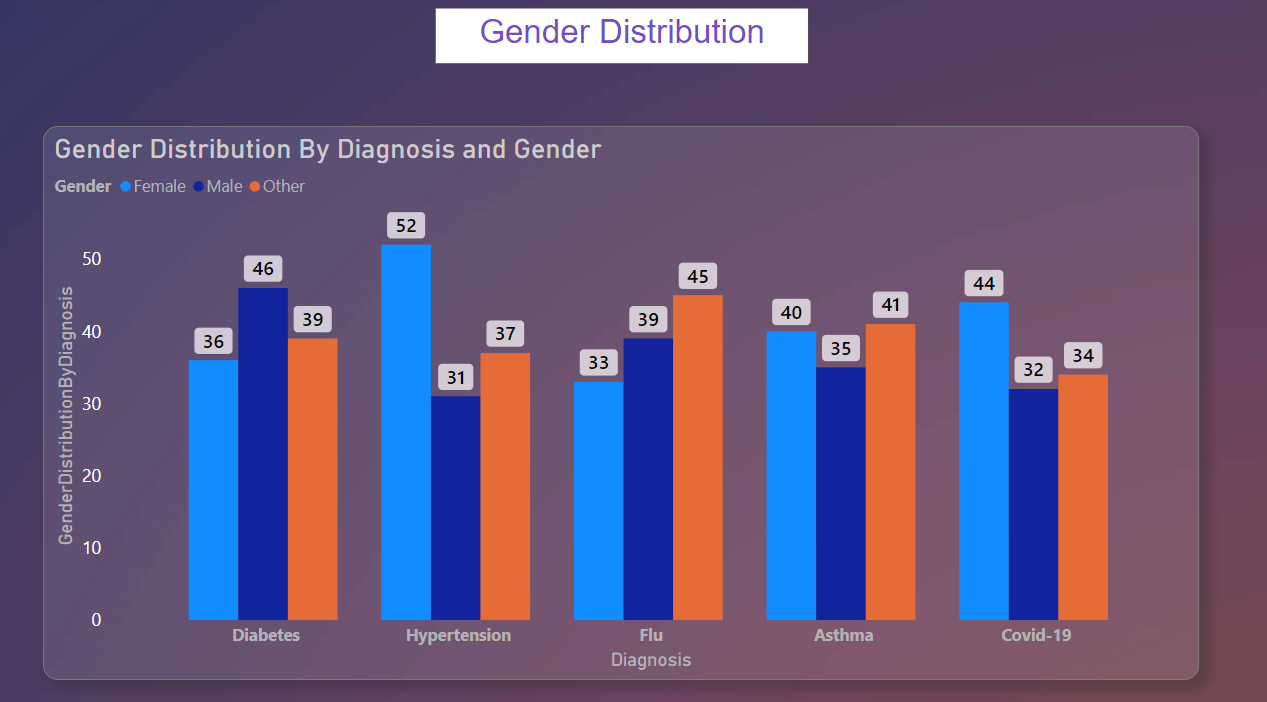 Gender Distribution
Gender Distribution By Diagnosis and Gender
Gender Female Male Other
GenderDistributionByDiagnosis
50
40
30
20
10
0
36 46 39
52 31 37
33 39 45
40 35 41
44 32 34
Diabetes Hypertension Flu Asthma Covid-19
Diagnosis